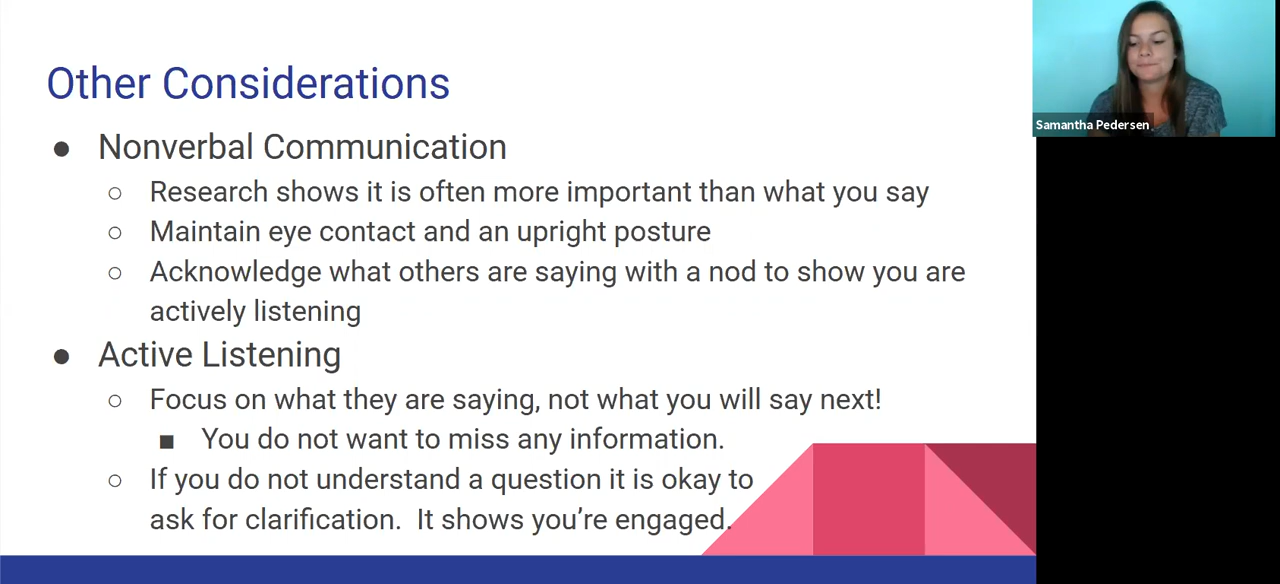 Other Considerations
● Nonverbal Communication
○ Research shows it is often more important than what you say
○ Maintain eye contact and an upright posture
○ Acknowledge what others are saying with a nod to show you are
actively listening
● Active Listening
○ Focus on what they are saying, not what you will say next!
■ You do not want to miss any information.
○ If you do not understand a question it is okay to
ask for clarification.  It shows you’re engaged.
Samantha Pedersen